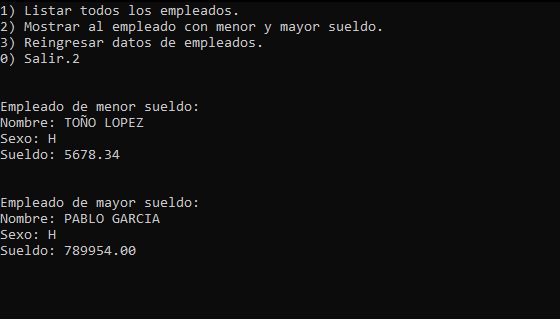 1) Listar todos los empleados.
2) Mostrar al empleado con menor y mayor sueldo.
3) Reingresar datos de empleados.
0) Salir.2
Empleado de menor sueldo:
Nombre: TOÑO LOPEZ
Sexo: H
Sueldo: 5678.34
Empleado de mayor sueldo:
Nombre: PABLO GARCIA
Sexo: H
Sueldo: 789954.00